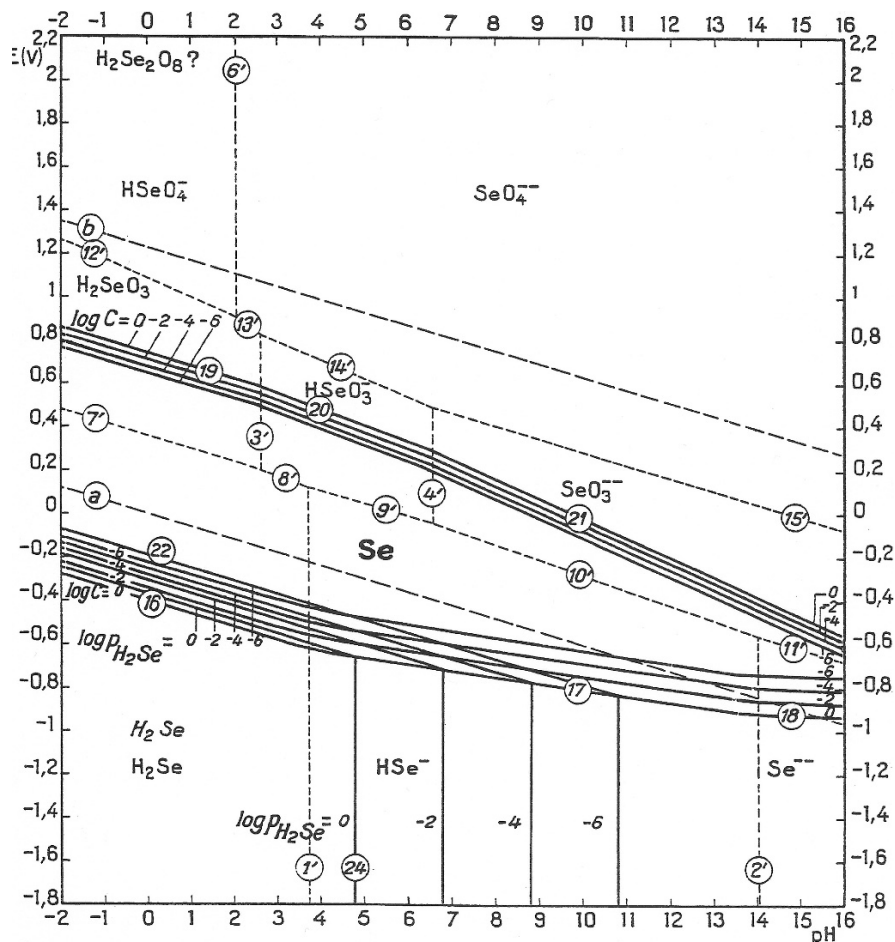 -2 -1 0 1 2 3 4 5 6 7 8 9 10 11 12 13 14 15 16
2,2 2,2
E(V) H₂Se₂O₈? 6'
2 2
1,8 1,8
1,6 1,6
HSeO₄⁻ SeO₄⁻⁻
1,4 1,4
b
1,2 12' 1,2
H₂SeO₃
1 1
log C= 0 -2 -4 -6 13'
0,8 0,8
19 14'
0,6 HSeO₃⁻ 0,6
20
0,4 7' 3' 0,4
0,2 8' 4' SeO₃⁻⁻ 0,2
a 9' 21 15'
0 0
Se
-0,2 22 10' -0,2
-6
-4
-0,4 -2 0 -0,4
log C= 0 16 -2
-4
-0,6 log p H₂Se = 0 -2 -4 -6 11' -6 -0,6
-6
-0,8 17 -4 -0,8
-2
18 0
-1 -1
H₂Se
H₂Se HSe⁻ Se⁻⁻
-1,2 -1,2
-1,4 log p H₂Se = 0 -2 -4 -6 -1,4
-1,6 1' 24 2' -1,6
-1,8 -1,8
-2 -1 0 1 2 3 4 5 6 7 8 9 10 11 12 13 14 15 16
pH